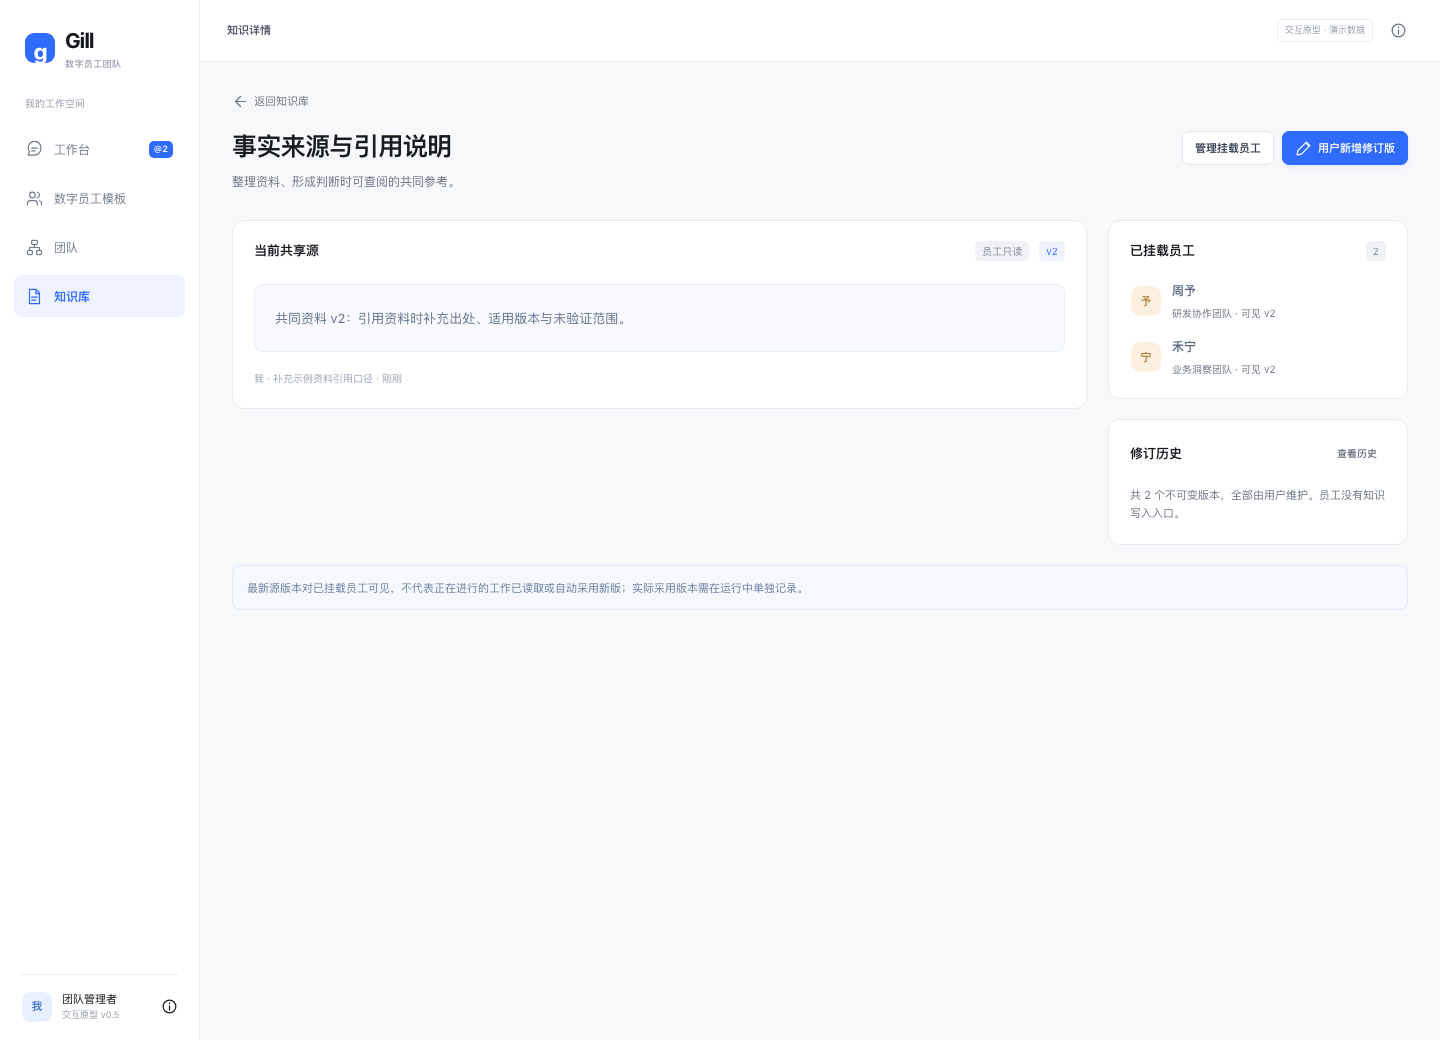 g
Gill
数字员工团队
我的工作空间
工作台
@2
数字员工模板
团队
知识库
我
团队管理者
交互原型 v0.5
知识详情
交互原型 · 演示数据
返回知识库
事实来源与引用说明
整理资料、形成判断时可查阅的共同参考。
管理挂载员工
用户新增修订版
当前共享源
员工只读
v2
共同资料 v2：引用资料时补充出处、适用版本与未验证范围。
我 · 补充示例资料引用口径 · 刚刚
已挂载员工
2
予
周予
研发协作团队 · 可见 v2
宁
禾宁
业务洞察团队 · 可见 v2
修订历史
查看历史
共 2 个不可变版本，全部由用户维护。员工没有知识
写入入口。
最新源版本对已挂载员工可见，不代表正在进行的工作已读取或自动采用新版；实际采用版本需在运行中单独记录。